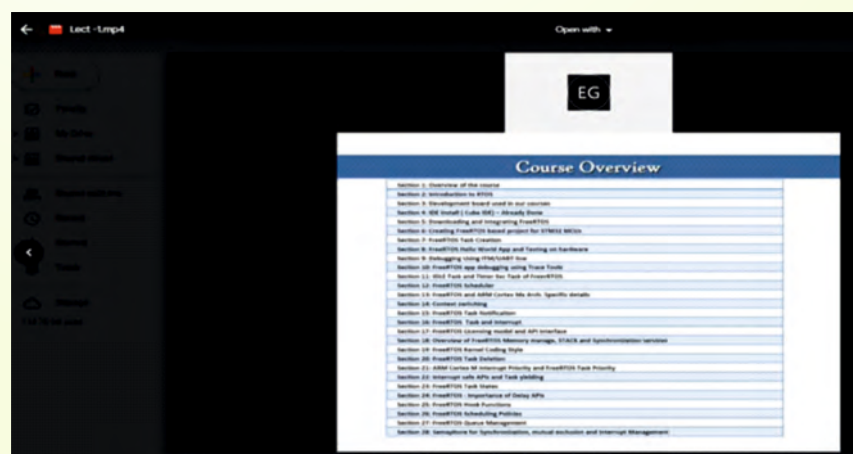 Lect -1.mp4
Open with
EG
Course Overview
Section 1: Overview of the course
Section 2: Introduction to RTOS
Section 3: Development board used in our courses
Section 4: IDE Install ( Cube IDE) - Already Done
Section 5: Downloading and Integrating FreeRTOS
Section 6: Creating FreeRTOS based project for STM32 MCUs
Section 7: FreeRTOS Task Creation
Section 8: FreeRTOS Hello World App and Testing on hardware
Section 9: Debugging Using ITM/UART
Section 10: FreeRTOS app debugging using Trace Tools
Section 11: Task and Timer Svc Task of
Section 12: FreeRTOS Scheduler
Section 13: FreeRTOS and ARM Cortex Mx Arch. Specific details
Section 14: Context switching
Section 15: FreeRTOS Task Notification
Section 16: FreeRTOS Task and Interrupt
Section 17: FreeRTOS Licensing model and API Interface
Section 18: Overview of FreeRTOS Memory manage, STACK and Synchronization services
Section 19: FreeRTOS Kernel Coding Style
Section 20: FreeRTOS Task Deletion
Section 21: ARM Cortex M Interrupt Priority and FreeRTOS Task Priority
Section 22: Interrupt safe APIs and Task yielding
Section 23: FreeRTOS Task States
Section 24: FreeRTOS : Importance of Delay APIs
Section 25: FreeRTOS Hook Functions
Section 26: FreeRTOS Scheduling Policies
Section 27: FreeRTOS Queue Management
Section 28: Semaphore for Synchronization, mutual exclusion and Interrupt Management